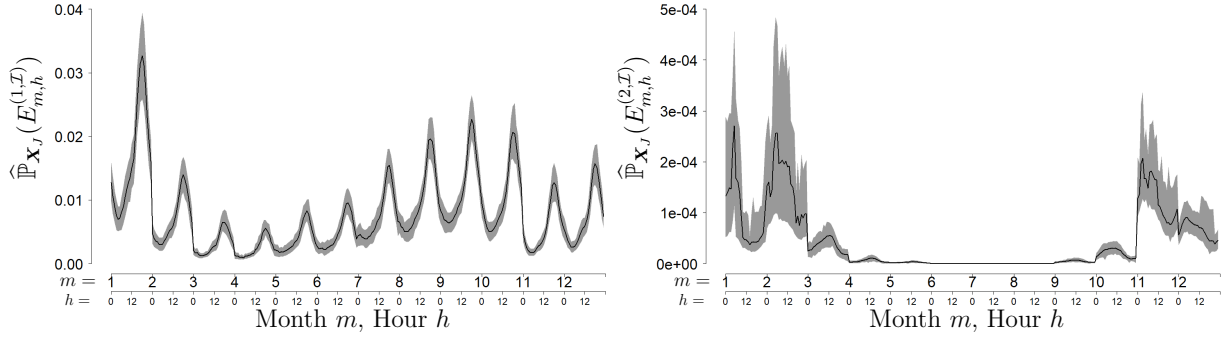 0.04
0.03
0.02
0.01
0.00
P̂_{X_J}(E_{m,h}^{(1,ℐ)})
m = 1 2 3 4 5 6 7 8 9 10 11 12
h = 0 12 0 12 0 12 0 12 0 12 0 12 0 12 0 12 0 12 0 12 0 12 0 12
Month m, Hour h
5e-04
4e-04
3e-04
2e-04
1e-04
0e+00
P̂_{X_J}(E_{m,h}^{(2,ℐ)})
m = 1 2 3 4 5 6 7 8 9 10 11 12
h = 0 12 0 12 0 12 0 12 0 12 0 12 0 12 0 12 0 12 0 12 0 12 0 12
Month m, Hour h